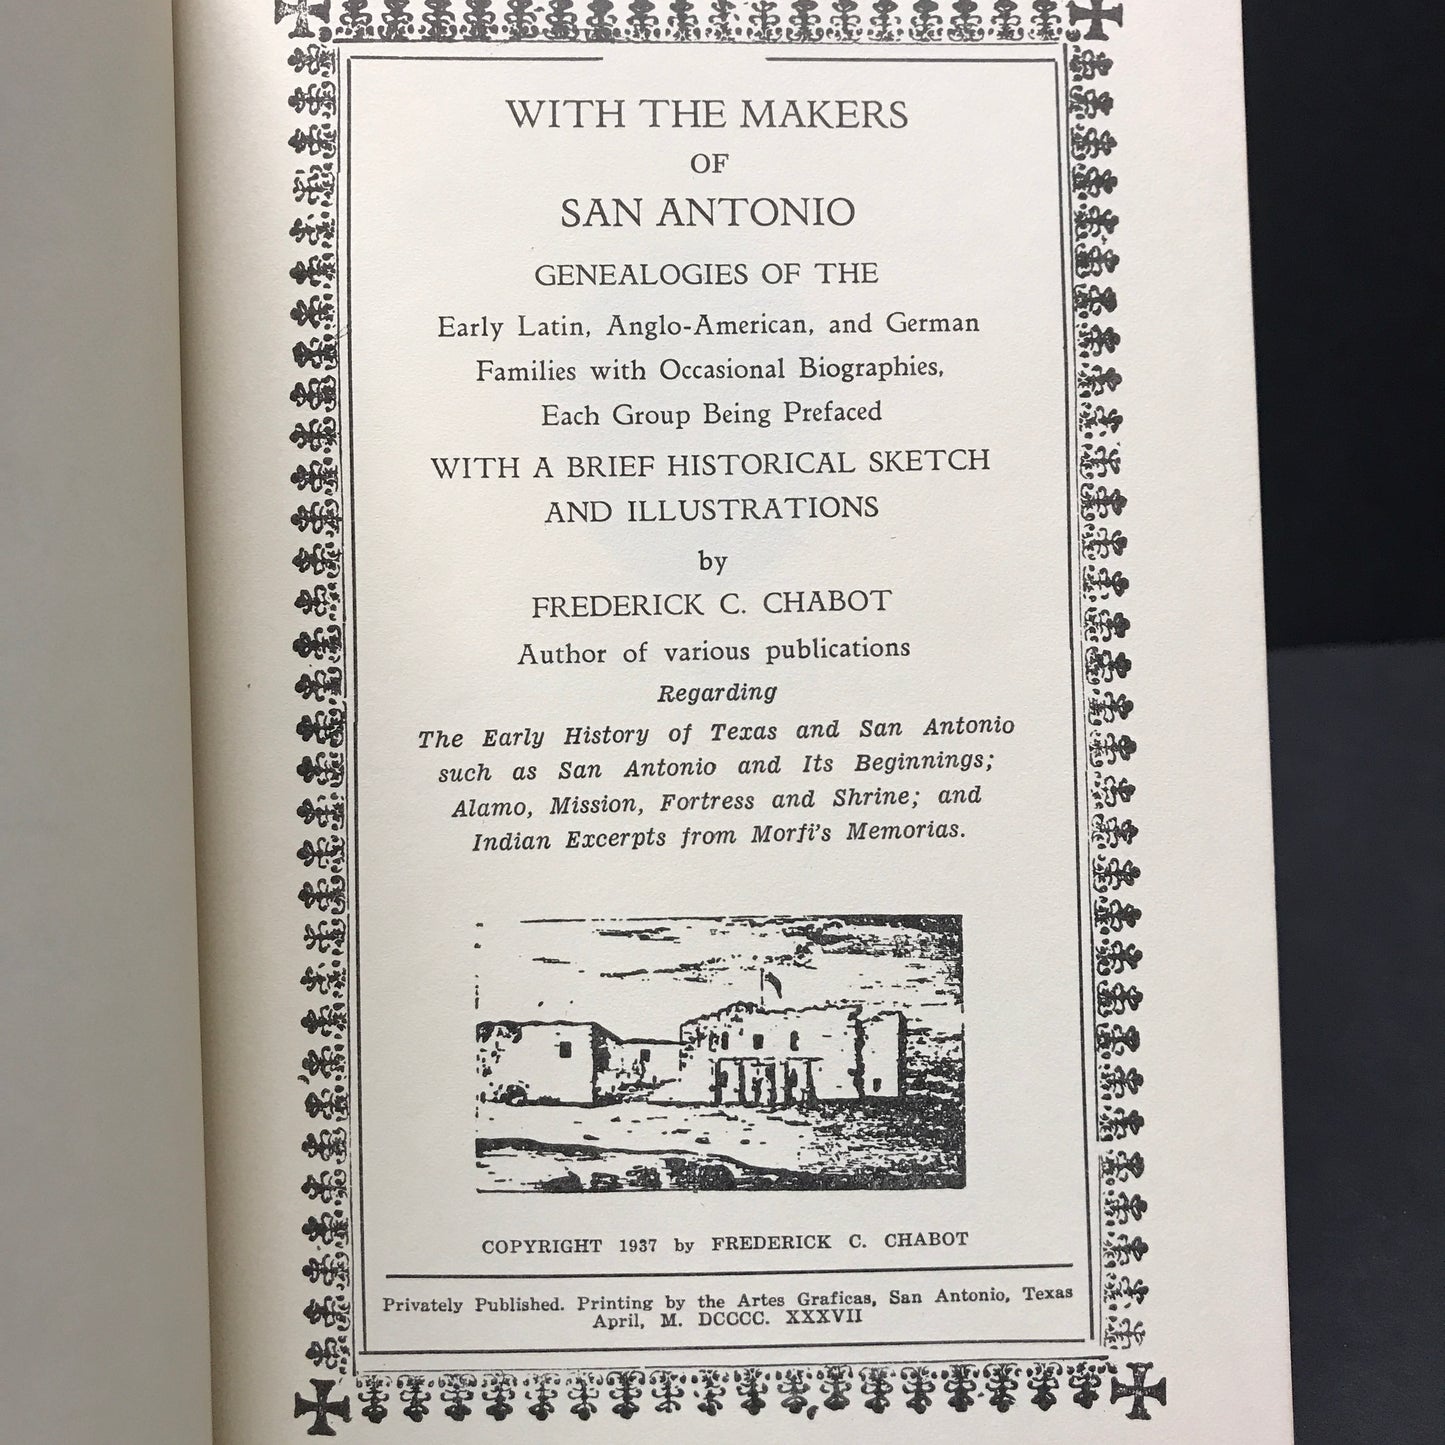 WITH THE MAKERS
OF
SAN ANTONIO
GENEALOGIES OF THE
Early Latin, Anglo-American, and German
Families with Occasional Biographies,
Each Group Being Prefaced
WITH A BRIEF HISTORICAL SKETCH
AND ILLUSTRATIONS
by
FREDERICK C. CHABOT
Author of various publications
Regarding
The Early History of Texas and San Antonio
such as San Antonio and Its Beginnings;
Alamo, Mission, Fortress and Shrine; and
Indian Excerpts from Morfi's Memorias.
COPYRIGHT 1937 by FREDERICK C. CHABOT
Privately Published. Printing by the Artes Graficas, San Antonio, Texas
April, M. DCCCC. XXXVII